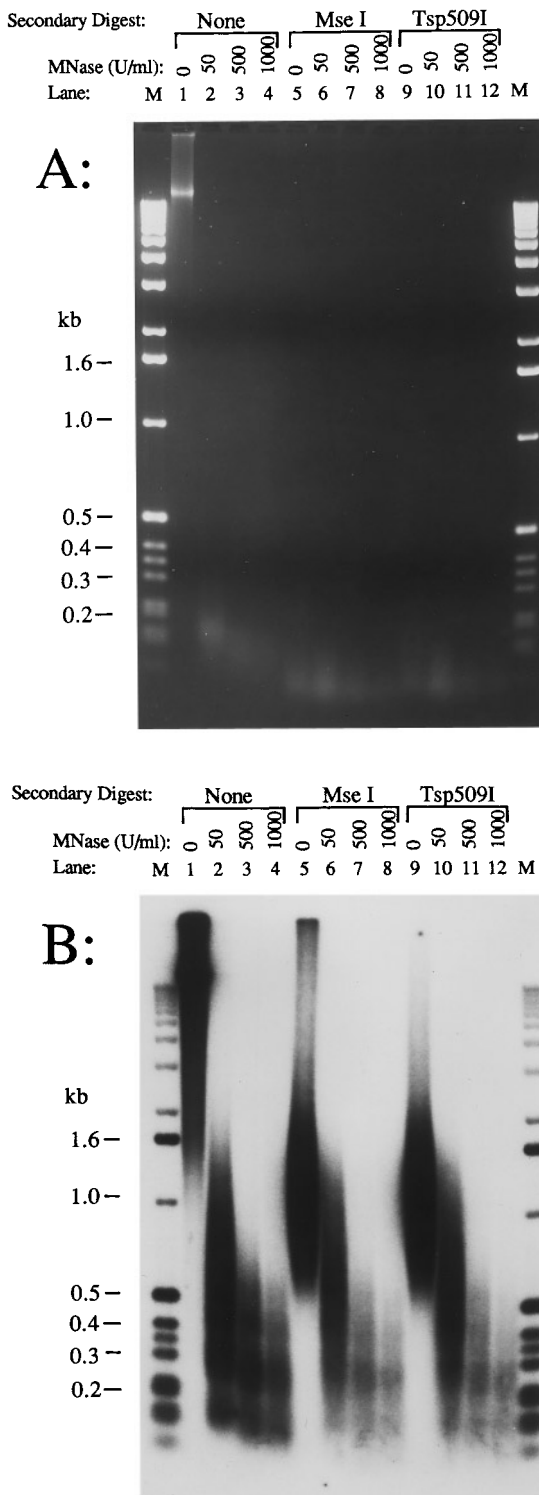 Secondary Digest: None Mse I Tsp509I
MNase (U/ml): 0 50 500 1000 0 50 500 1000 0 50 500 1000
Lane: M 1 2 3 4 5 6 7 8 9 10 11 12 M
A:
kb
1.6
1.0
0.5
0.4
0.3
0.2
Secondary Digest: None Mse I Tsp509I
MNase (U/ml): 0 50 500 1000 0 50 500 1000 0 50 500 1000
Lane: M 1 2 3 4 5 6 7 8 9 10 11 12 M
B:
kb
1.6
1.0
0.5
0.4
0.3
0.2